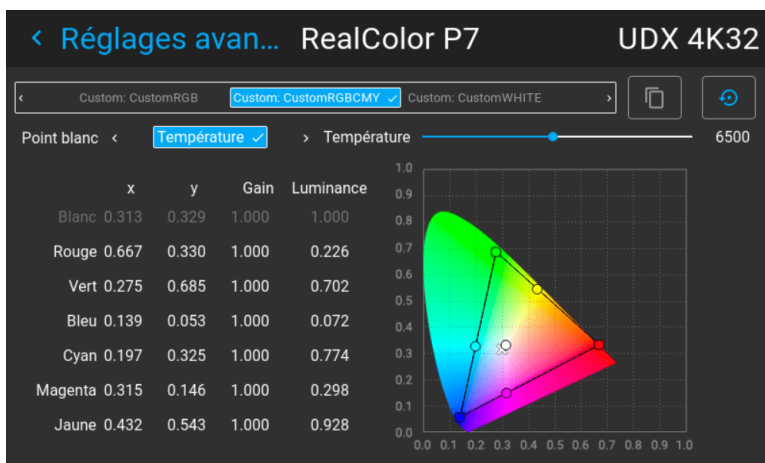 ‹ Réglages avan... RealColor P7 UDX 4K32
‹ Custom: CustomRGB Custom: CustomRGBCMY ✓ Custom: CustomWHITE ›
Point blanc ‹ Température ✓ › Température 6500
x y Gain Luminance
Blanc 0.313 0.329 1.000 1.000
Rouge 0.667 0.330 1.000 0.226
Vert 0.275 0.685 1.000 0.702
Bleu 0.139 0.053 1.000 0.072
Cyan 0.197 0.325 1.000 0.774
Magenta 0.315 0.146 1.000 0.298
Jaune 0.432 0.543 1.000 0.928
1.0
0.9
0.8
0.7
0.6
0.5
0.4
0.3
0.2
0.1
0.0
0.0 0.1 0.2 0.3 0.4 0.5 0.6 0.7 0.8 0.9 1.0